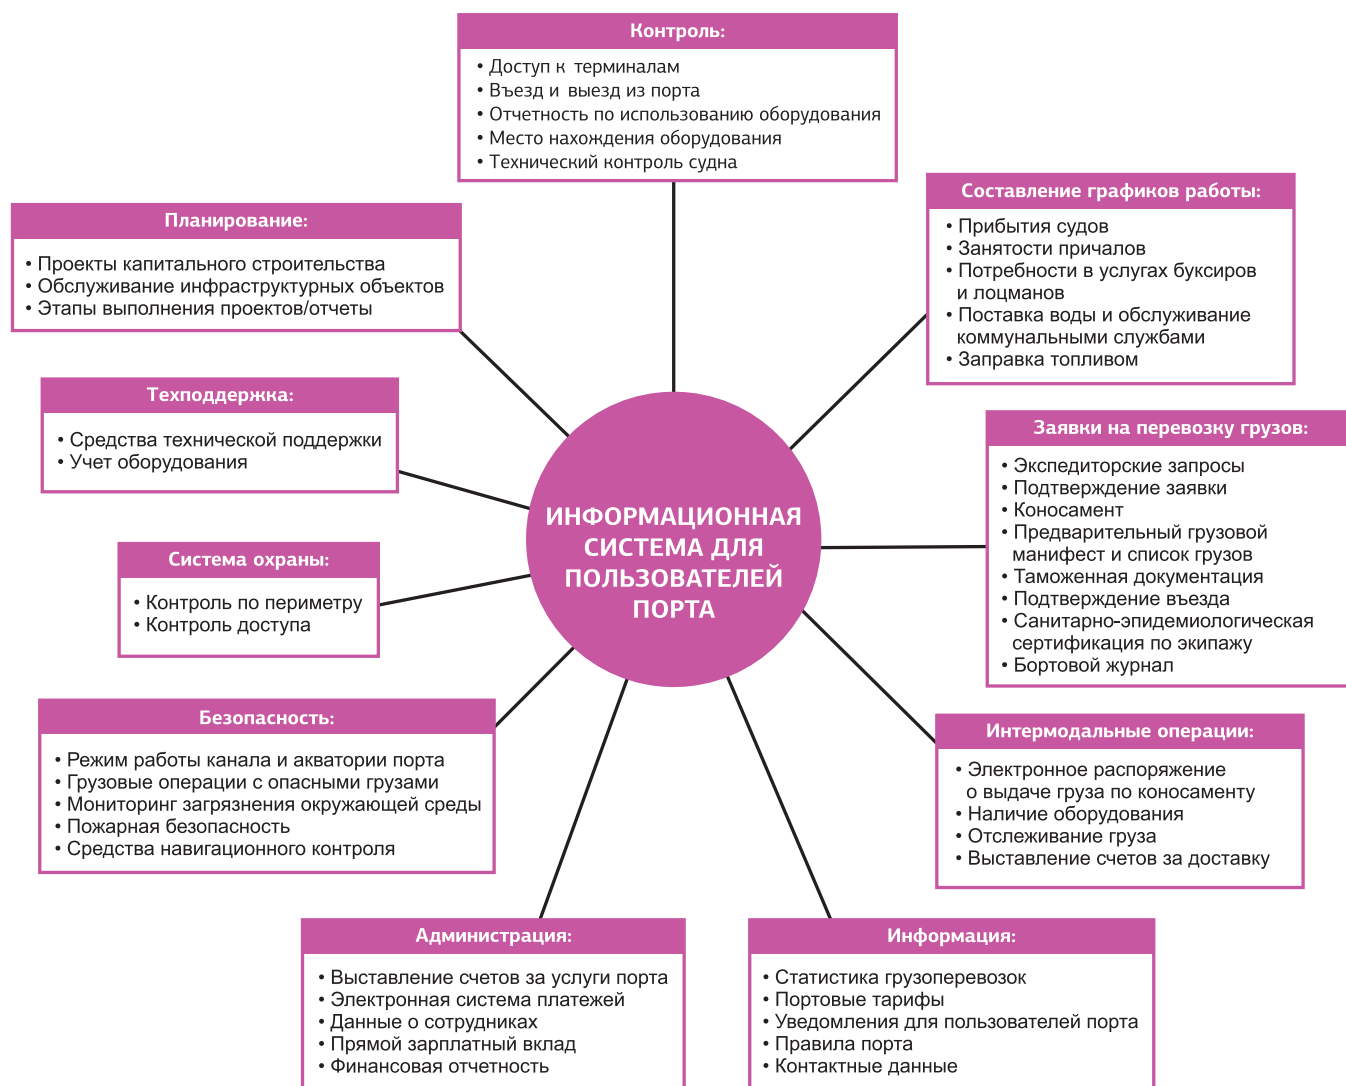 Контроль:
• Доступ к терминалам
• Въезд и выезд из порта
• Отчетность по использованию оборудования
• Место нахождения оборудования
• Технический контроль судна
Составление графиков работы:
• Прибытия судов
• Занятости причалов
• Потребности в услугах буксиров
и лоцманов
• Поставка воды и обслуживание
коммунальными службами
• Заправка топливом
Планирование:
• Проекты капитального строительства
• Обслуживание инфраструктурных объектов
• Этапы выполнения проектов/отчеты
Техподдержка:
• Средства технической поддержки
• Учет оборудования
Заявки на перевозку грузов:
• Экспедиторские запросы
• Подтверждение заявки
• Коносамент
• Предварительный грузовой
манифест и список грузов
• Таможенная документация
• Подтверждение въезда
• Санитарно-эпидемиологическая
сертификация по экипажу
• Бортовой журнал
ИНФОРМАЦИОННАЯ
СИСТЕМА ДЛЯ
ПОЛЬЗОВАТЕЛЕЙ
ПОРТА
Система охраны:
• Контроль по периметру
• Контроль доступа
Безопасность:
• Режим работы канала и акватории порта
• Грузовые операции с опасными грузами
• Мониторинг загрязнения окружающей среды
• Пожарная безопасность
• Средства навигационного контроля
Интермодальные операции:
• Электронное распоряжение
о выдаче груза по коносаменту
• Наличие оборудования
• Отслеживание груза
• Выставление счетов за доставку
Администрация:
• Выставление счетов за услуги порта
• Электронная система платежей
• Данные о сотрудниках
• Прямой зарплатный вклад
• Финансовая отчетность
Информация:
• Статистика грузоперевозок
• Портовые тарифы
• Уведомления для пользователей порта
• Правила порта
• Контактные данные